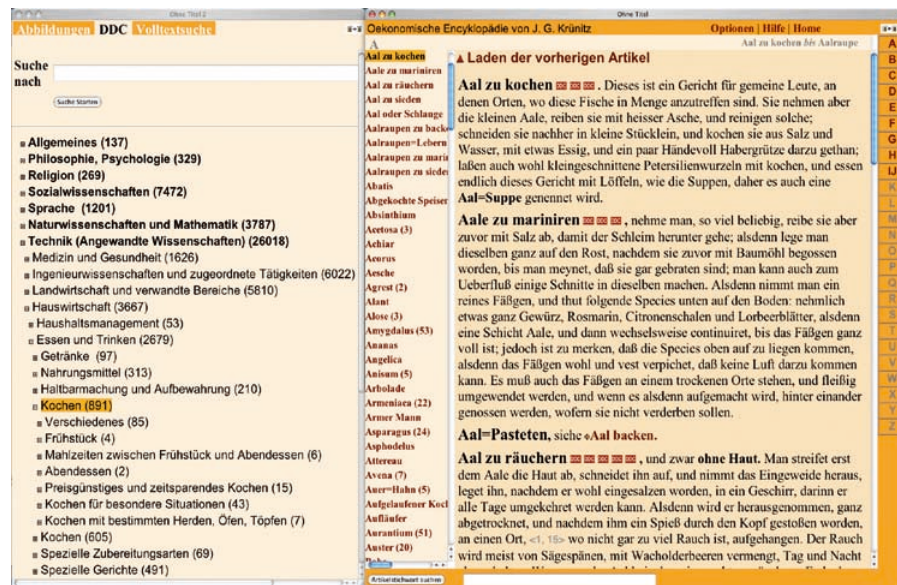 Ohne Titel 2
Abbildungen DDC Volltextsuche
Suche
nach
Suche Starten
Allgemeines (137)
Philosophie, Psychologie (329)
Religion (269)
Sozialwissenschaften (7472)
Sprache (1201)
Naturwissenschaften und Mathematik (3787)
Technik (Angewandte Wissenschaften) (26018)
Medizin und Gesundheit (1626)
Ingenieurwissenschaften und zugeordnete Tätigkeiten (6022)
Landwirtschaft und verwandte Bereiche (5810)
Hauswirtschaft (3667)
Haushaltsmanagement (53)
Essen und Trinken (2679)
Getränke (97)
Nahrungsmittel (313)
Haltbarmachung und Aufbewahrung (210)
Kochen (891)
Verschiedenes (85)
Frühstück (4)
Mahlzeiten zwischen Frühstück und Abendessen (6)
Abendessen (2)
Preisgünstiges und zeitsparendes Kochen (15)
Kochen für besondere Situationen (43)
Kochen mit bestimmten Herden, Öfen, Töpfen (7)
Kochen (605)
Spezielle Zubereitungsarten (69)
Spezielle Gerichte (491)
Ohne Titel
Oekonomische Encyklopädie von J. G. Krünitz
Optionen | Hilfe | Home
A
Aal zu kochen bis Aalraupe
Aal zu kochen
Aale zu mariniren
Aal zu räuchern
Aal zu sieden
Aal oder Schlange
Aalraupen zu backe
Aalraupen=Lebern
Aalraupen zu marin
Aalraupen zu sieden
Abatis
Abgekochte Speisen
Absinthium
Acetosa (3)
Achiar
Acorus
Aesche
Agrest (2)
Alant
Alose (3)
Amygdalus (53)
Ananas
Angelica
Anisum (5)
Arbolade
Armeniaca (22)
Armer Mann
Asparagus (24)
Asphodelus
Attereau
Avena (7)
Auer=Hahn (5)
Aufgelaufener Koch
Aufläufer
Aurantium (51)
Auster (20)
Artikelstichwort suchen
▲ Laden der vorherigen Artikel
Aal zu kochen . Dieses ist ein Gericht für gemeine Leute, an
denen Orten, wo diese Fische in Menge anzutreffen sind. Sie nehmen aber
die kleinen Aale, reiben sie mit heisser Asche, und reinigen solche;
schneiden sie nachher in kleine Stücklein, und kochen sie aus Salz und
Wasser, mit etwas Essig, und ein paar Händevoll Habergrütze darzu gethan;
laßen auch wohl kleingeschnittene Petersilienwurzeln mit kochen, und essen
endlich dieses Gericht mit Löffeln, wie die Suppen, daher es auch eine
Aal=Suppe genennet wird.
Aale zu mariniren , nehme man, so viel beliebig, reibe sie aber
zuvor mit Salz ab, damit der Schleim herunter gehe; alsdenn lege man
dieselben ganz auf den Rost, nachdem sie zuvor mit Baumöhl begossen
worden, bis man meynet, daß sie gar gebraten sind; man kann auch zum
Ueberfluß einige Schnitte in dieselben machen. Alsdenn nimmt man ein
reines Fäßgen, und thut folgende Species unten auf den Boden: nehmlich
etwas ganz Gewürz, Rosmarin, Citronenschalen und Lorbeerblätter, alsdenn
eine Schicht Aale, und dann wechselsweise continuiret, bis das Fäßgen ganz
voll ist; jedoch ist zu merken, daß die Species oben auf zu liegen kommen,
alsdenn das Fäßgen wohl und vest verpichet, daß keine Luft darzu kommen
kann. Es muß auch das Fäßgen an einem trockenen Orte stehen, und fleißig
umgewendet werden, und wenn es alsdenn aufgemacht wird, hinter einander
genossen werden, wofern sie nicht verderben sollen.
Aal=Pasteten, siehe Aal backen.
Aal zu räuchern , und zwar ohne Haut. Man streifet erst
dem Aale die Haut ab, schneidet ihn auf, und nimmt das Eingeweide heraus,
leget ihn, nachdem er wohl eingesalzen worden, in ein Geschirr, darinn er
alle Tage umgekehret werden kann. Alsdenn wird er herausgenommen, ganz
abgetrocknet, und nachdem ihm ein Spieß durch den Kopf gestoßen worden,
an einen Ort, <1, 15> wo nicht gar zu viel Rauch ist, aufgehangen. Der Rauch
wird meist von Sägespänen, mit Wacholderbeeren vermengt, Tag und Nacht
A
B
C
D
E
F
G
H
IJ
K
L
M
N
O
P
Q
R
S
T
U
V
W
X
Y
Z